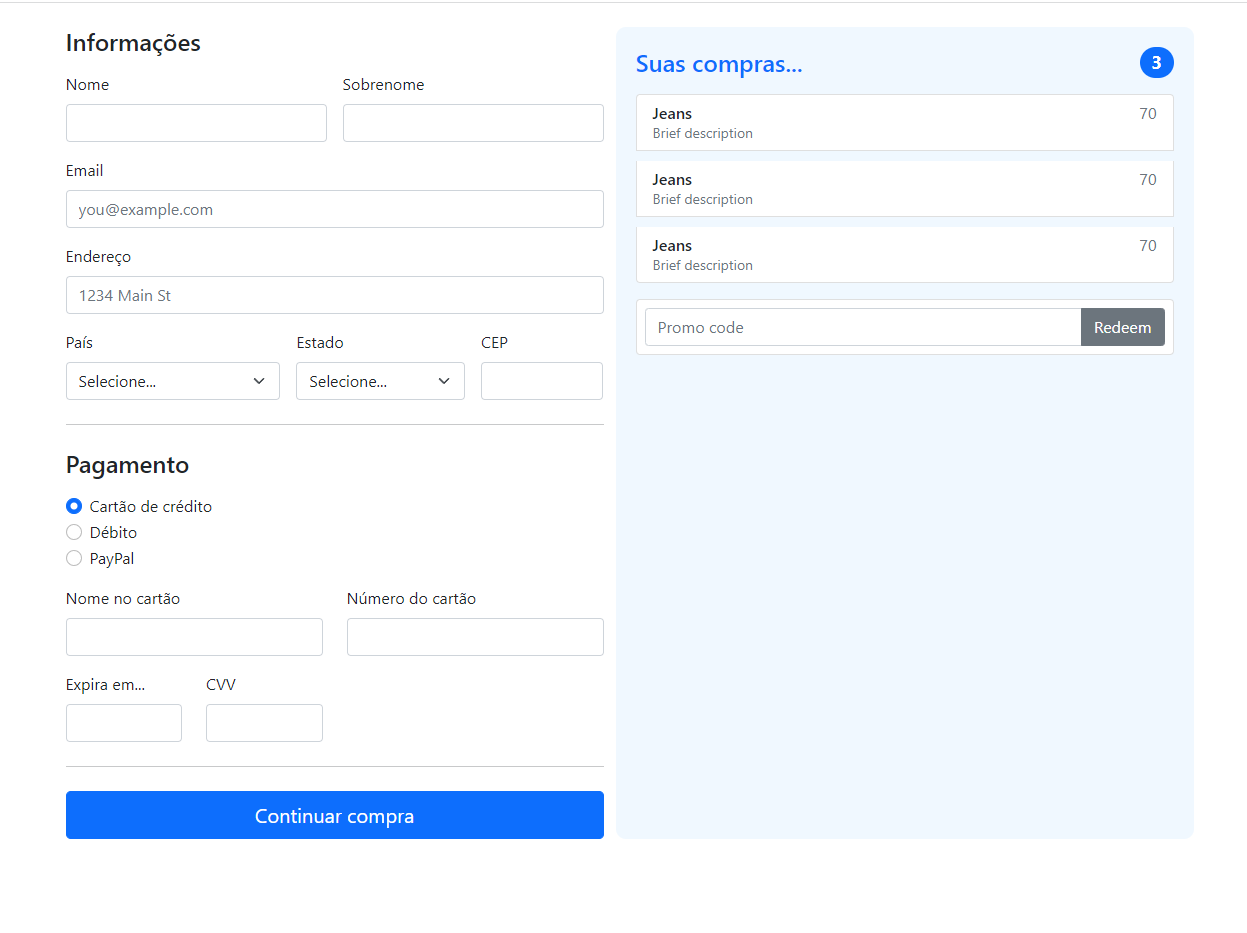 Informações
Nome Sobrenome
Email
you@example.com
Endereço
1234 Main St
País Estado CEP
Selecione... Selecione...
Pagamento
Cartão de crédito
Débito
PayPal
Nome no cartão Número do cartão
Expira em... CVV
Continuar compra
Suas compras... 3
Jeans 70
Brief description
Jeans 70
Brief description
Jeans 70
Brief description
Promo code Redeem